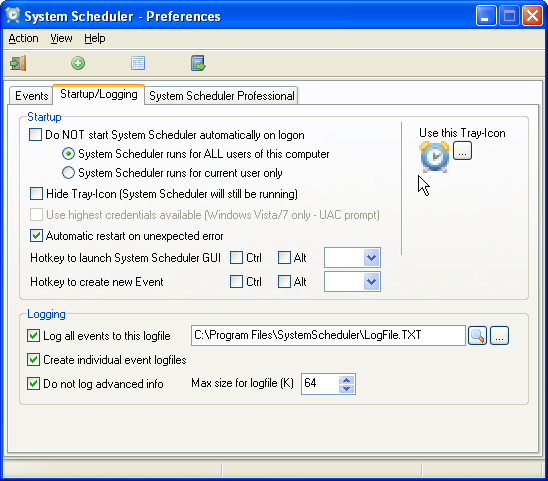 System Scheduler - Preferences
Action View Help
Events Startup/Logging System Scheduler Professional
Startup
Do NOT start System Scheduler automatically on logon
Use this Tray-Icon
System Scheduler runs for ALL users of this computer
...
System Scheduler runs for current user only
Hide Tray-Icon (System Scheduler will still be running)
Use highest credentials available (Windows Vista/7 only - UAC prompt)
Automatic restart on unexpected error
Hotkey to launch System Scheduler GUI Ctrl Alt
Hotkey to create new Event Ctrl Alt
Logging
Log all events to this logfile C:\Program Files\SystemScheduler\LogFile.TXT ...
Create individual event logfiles
Do not log advanced info Max size for logfile (K) 64